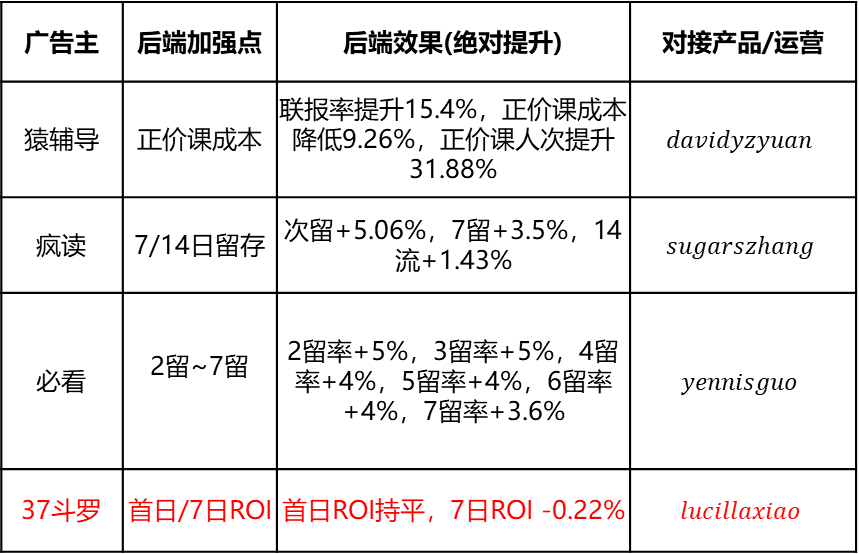 广告主 后端加强点 后端效果(绝对提升) 对接产品/运营
猿辅导 正价课成本 联报率提升15.4%，正价课成本
降低9.26%，正价课人次提升
31.88% davidyzyuan
疯读 7/14日留存 次留+5.06%，7留+3.5%，14
流+1.43% sugarszhang
必看 2留~7留 2留率+5%，3留率+5%，4留
率+4%，5留率+4%，6留率
+4%，7留率+3.6% yennisguo
37斗罗 首日/7日ROI 首日ROI持平，7日ROI -0.22% lucillaxiao